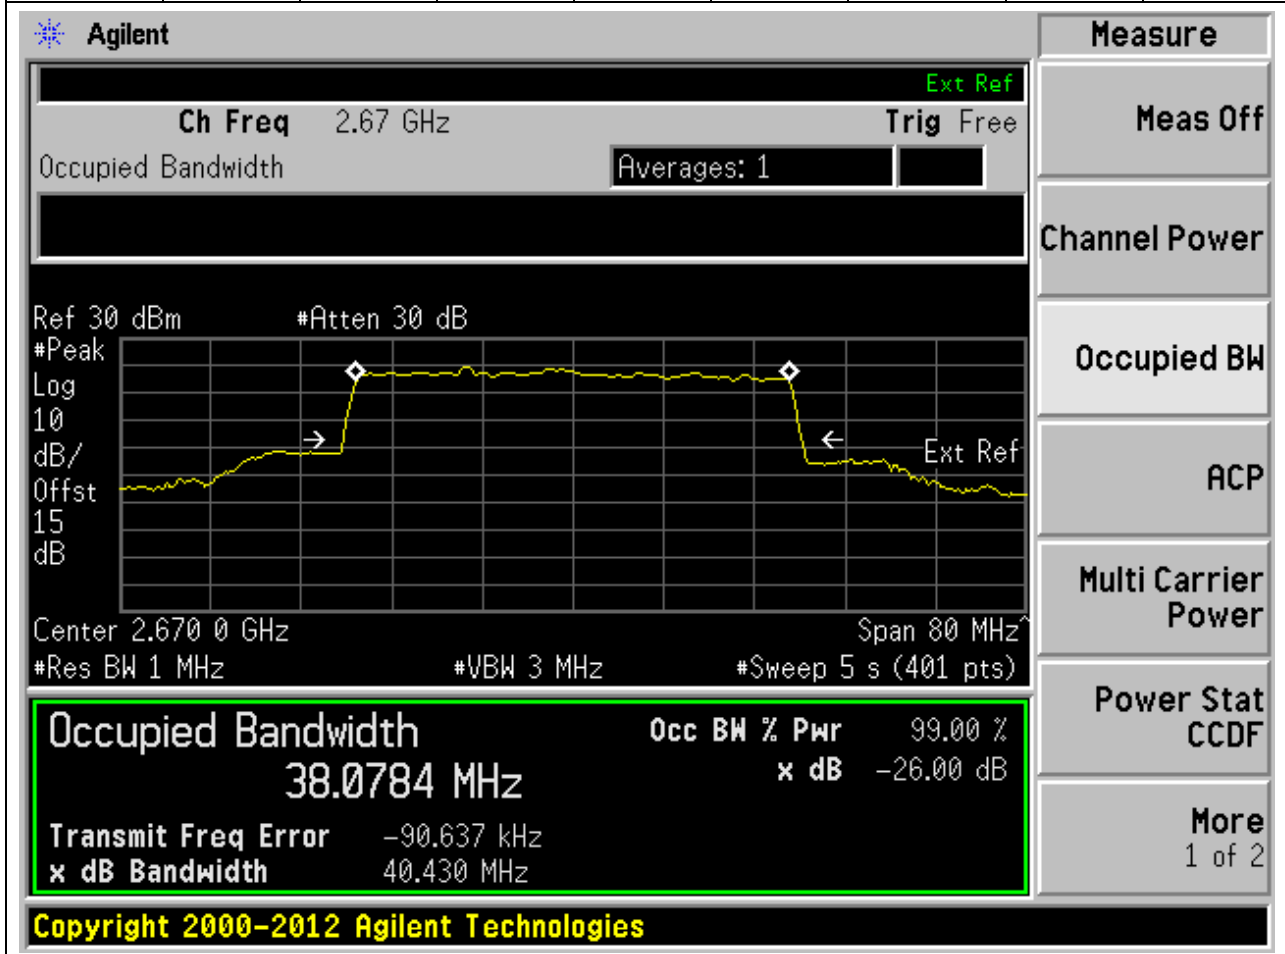 Agilent
Measure
Ext Ref
Ch Freq 2.67 GHz Trig Free
Meas Off
Occupied Bandwidth Averages: 1
Channel Power
Ref 30 dBm #Atten 30 dB
#Peak
Log
10
dB/
Offst
15
dB
Ext Ref
Occupied BW
ACP
Center 2.670 0 GHz Span 80 MHz^
#Res BW 1 MHz #VBW 3 MHz #Sweep 5 s (401 pts)
Multi Carrier
Power
Occupied Bandwidth Occ BW % Pwr 99.00 %
38.0784 MHz x dB -26.00 dB
Transmit Freq Error -90.637 kHz
x dB Bandwidth 40.430 MHz
Power Stat
CCDF
More
1 of 2
Copyright 2000-2012 Agilent Technologies